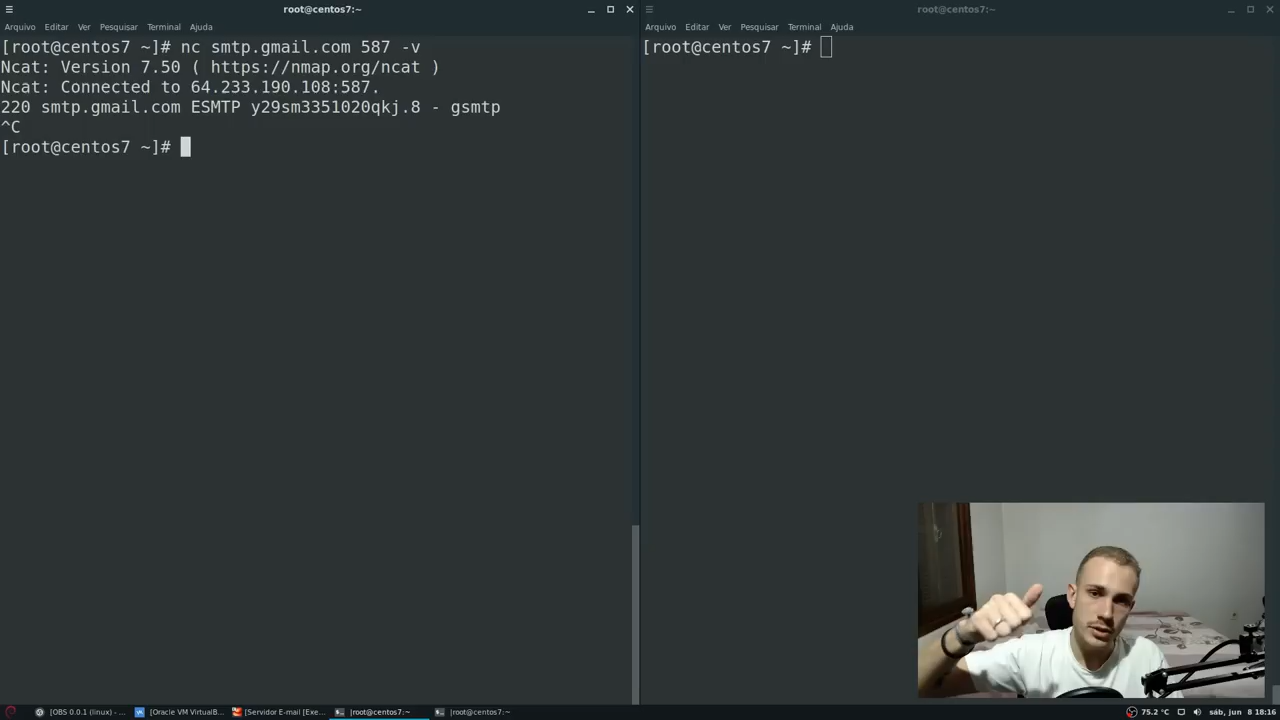 root@centos7:~
Arquivo Editar Ver Pesquisar Terminal Ajuda
[root@centos7 ~]# nc smtp.gmail.com 587 -v
Ncat: Version 7.50 ( https://nmap.org/ncat )
Ncat: Connected to 64.233.190.108:587.
220 smtp.gmail.com ESMTP y29sm3351020qkj.8 - gsmtp
^C
[root@centos7 ~]#
root@centos7:~
Arquivo Editar Ver Pesquisar Terminal Ajuda
[root@centos7 ~]#
[OBS 0.0.1 (linux) - ... [Oracle VM VirtualB... [Servidor E-mail [Exe... [root@centos7:~ [root@centos7:~ 75.2 °C sáb, jun 8 18:16